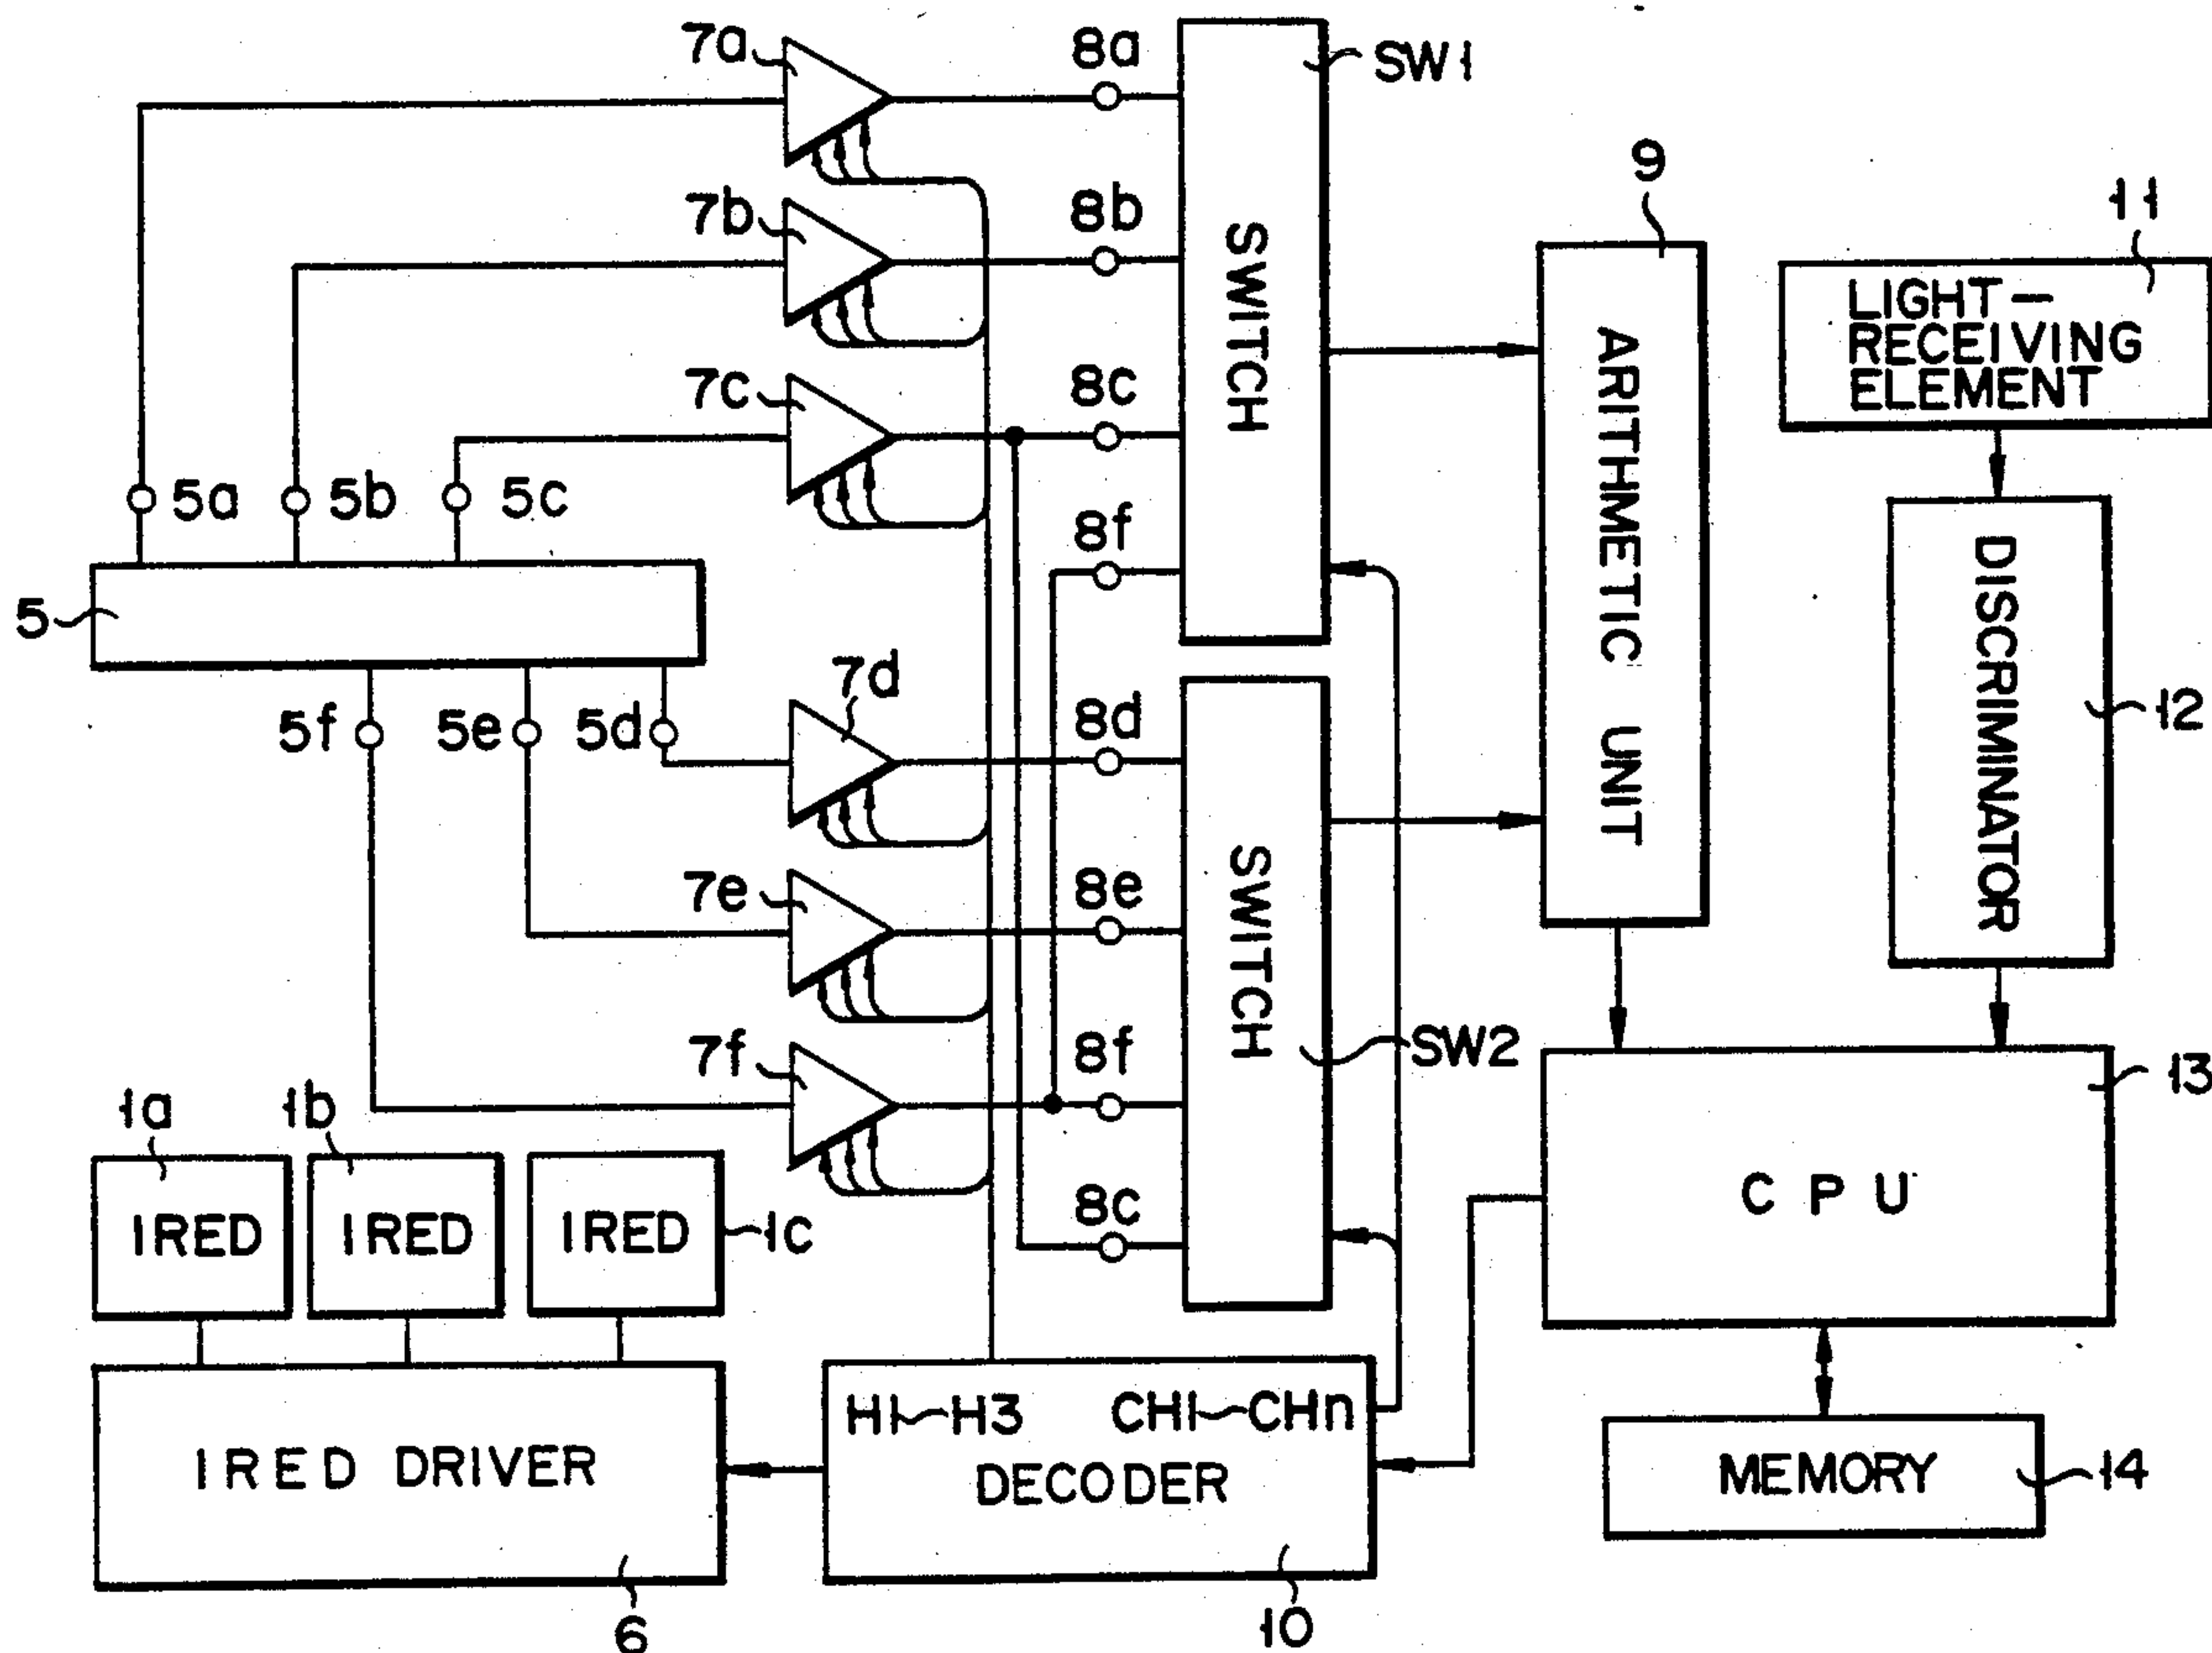 7a
8a
SW1
7b
8b
SWITCH
9
11
LIGHT-
RECEIVING
ELEMENT
7c
8c
ARITHMETIC UNIT
5a
5b
5c
8f
DISCRIMINATOR
5
7d
8d
12
5f
5e
5d
7e
8e
SWITCH
7f
8f
SW2
13
1a
1b
CPU
8c
IRED
IRED
IRED
1c
H1~H3
CH1~CHn
IRED DRIVER
DECODER
MEMORY
14
6
10